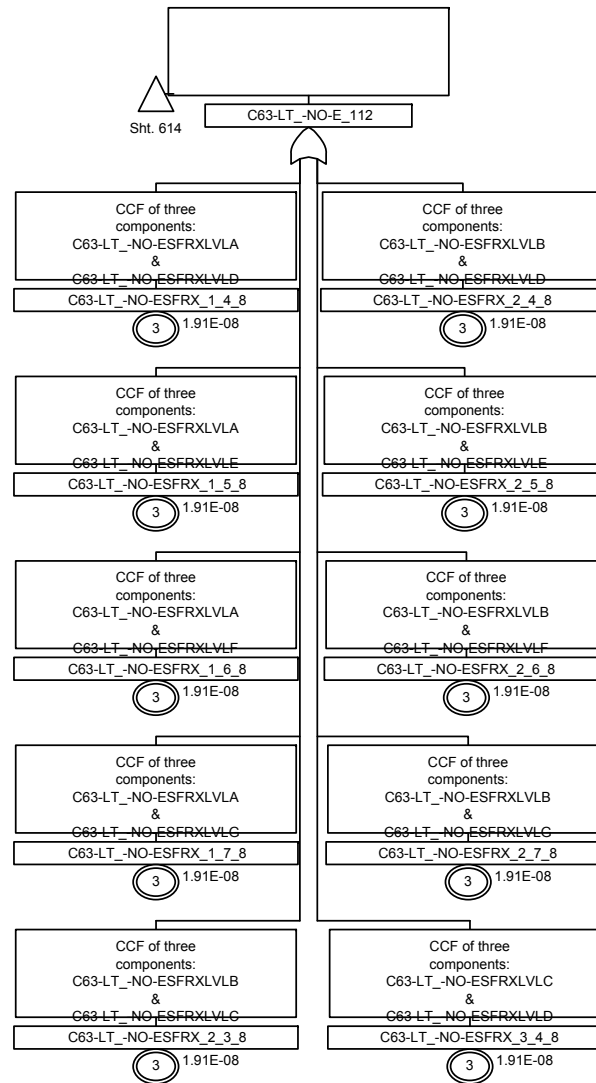 Sht. 614
C63-LT_-NO-E_112
CCF of three
components:
C63-LT_-NO-ESFRXLVLA
&
C63-LT_-NO-ESFRXLVLD
C63-LT_-NO-ESFRX_1_4_8
3
1.91E-08
CCF of three
components:
C63-LT_-NO-ESFRXLVLB
&
C63-LT_-NO-ESFRXLVLD
C63-LT_-NO-ESFRX_2_4_8
3
1.91E-08
CCF of three
components:
C63-LT_-NO-ESFRXLVLA
&
C63-LT_-NO-ESFRXLVLE
C63-LT_-NO-ESFRX_1_5_8
3
1.91E-08
CCF of three
components:
C63-LT_-NO-ESFRXLVLB
&
C63-LT_-NO-ESFRXLVLE
C63-LT_-NO-ESFRX_2_5_8
3
1.91E-08
CCF of three
components:
C63-LT_-NO-ESFRXLVLA
&
C63-LT_-NO-ESFRXLVLF
C63-LT_-NO-ESFRX_1_6_8
3
1.91E-08
CCF of three
components:
C63-LT_-NO-ESFRXLVLB
&
C63-LT_-NO-ESFRXLVLF
C63-LT_-NO-ESFRX_2_6_8
3
1.91E-08
CCF of three
components:
C63-LT_-NO-ESFRXLVLA
&
C63-LT_-NO-ESFRXLVLG
C63-LT_-NO-ESFRX_1_7_8
3
1.91E-08
CCF of three
components:
C63-LT_-NO-ESFRXLVLB
&
C63-LT_-NO-ESFRXLVLG
C63-LT_-NO-ESFRX_2_7_8
3
1.91E-08
CCF of three
components:
C63-LT_-NO-ESFRXLVLB
&
C63-LT_-NO-ESFRXLVLC
C63-LT_-NO-ESFRX_2_3_8
3
1.91E-08
CCF of three
components:
C63-LT_-NO-ESFRXLVLC
&
C63-LT_-NO-ESFRXLVLD
C63-LT_-NO-ESFRX_3_4_8
3
1.91E-08